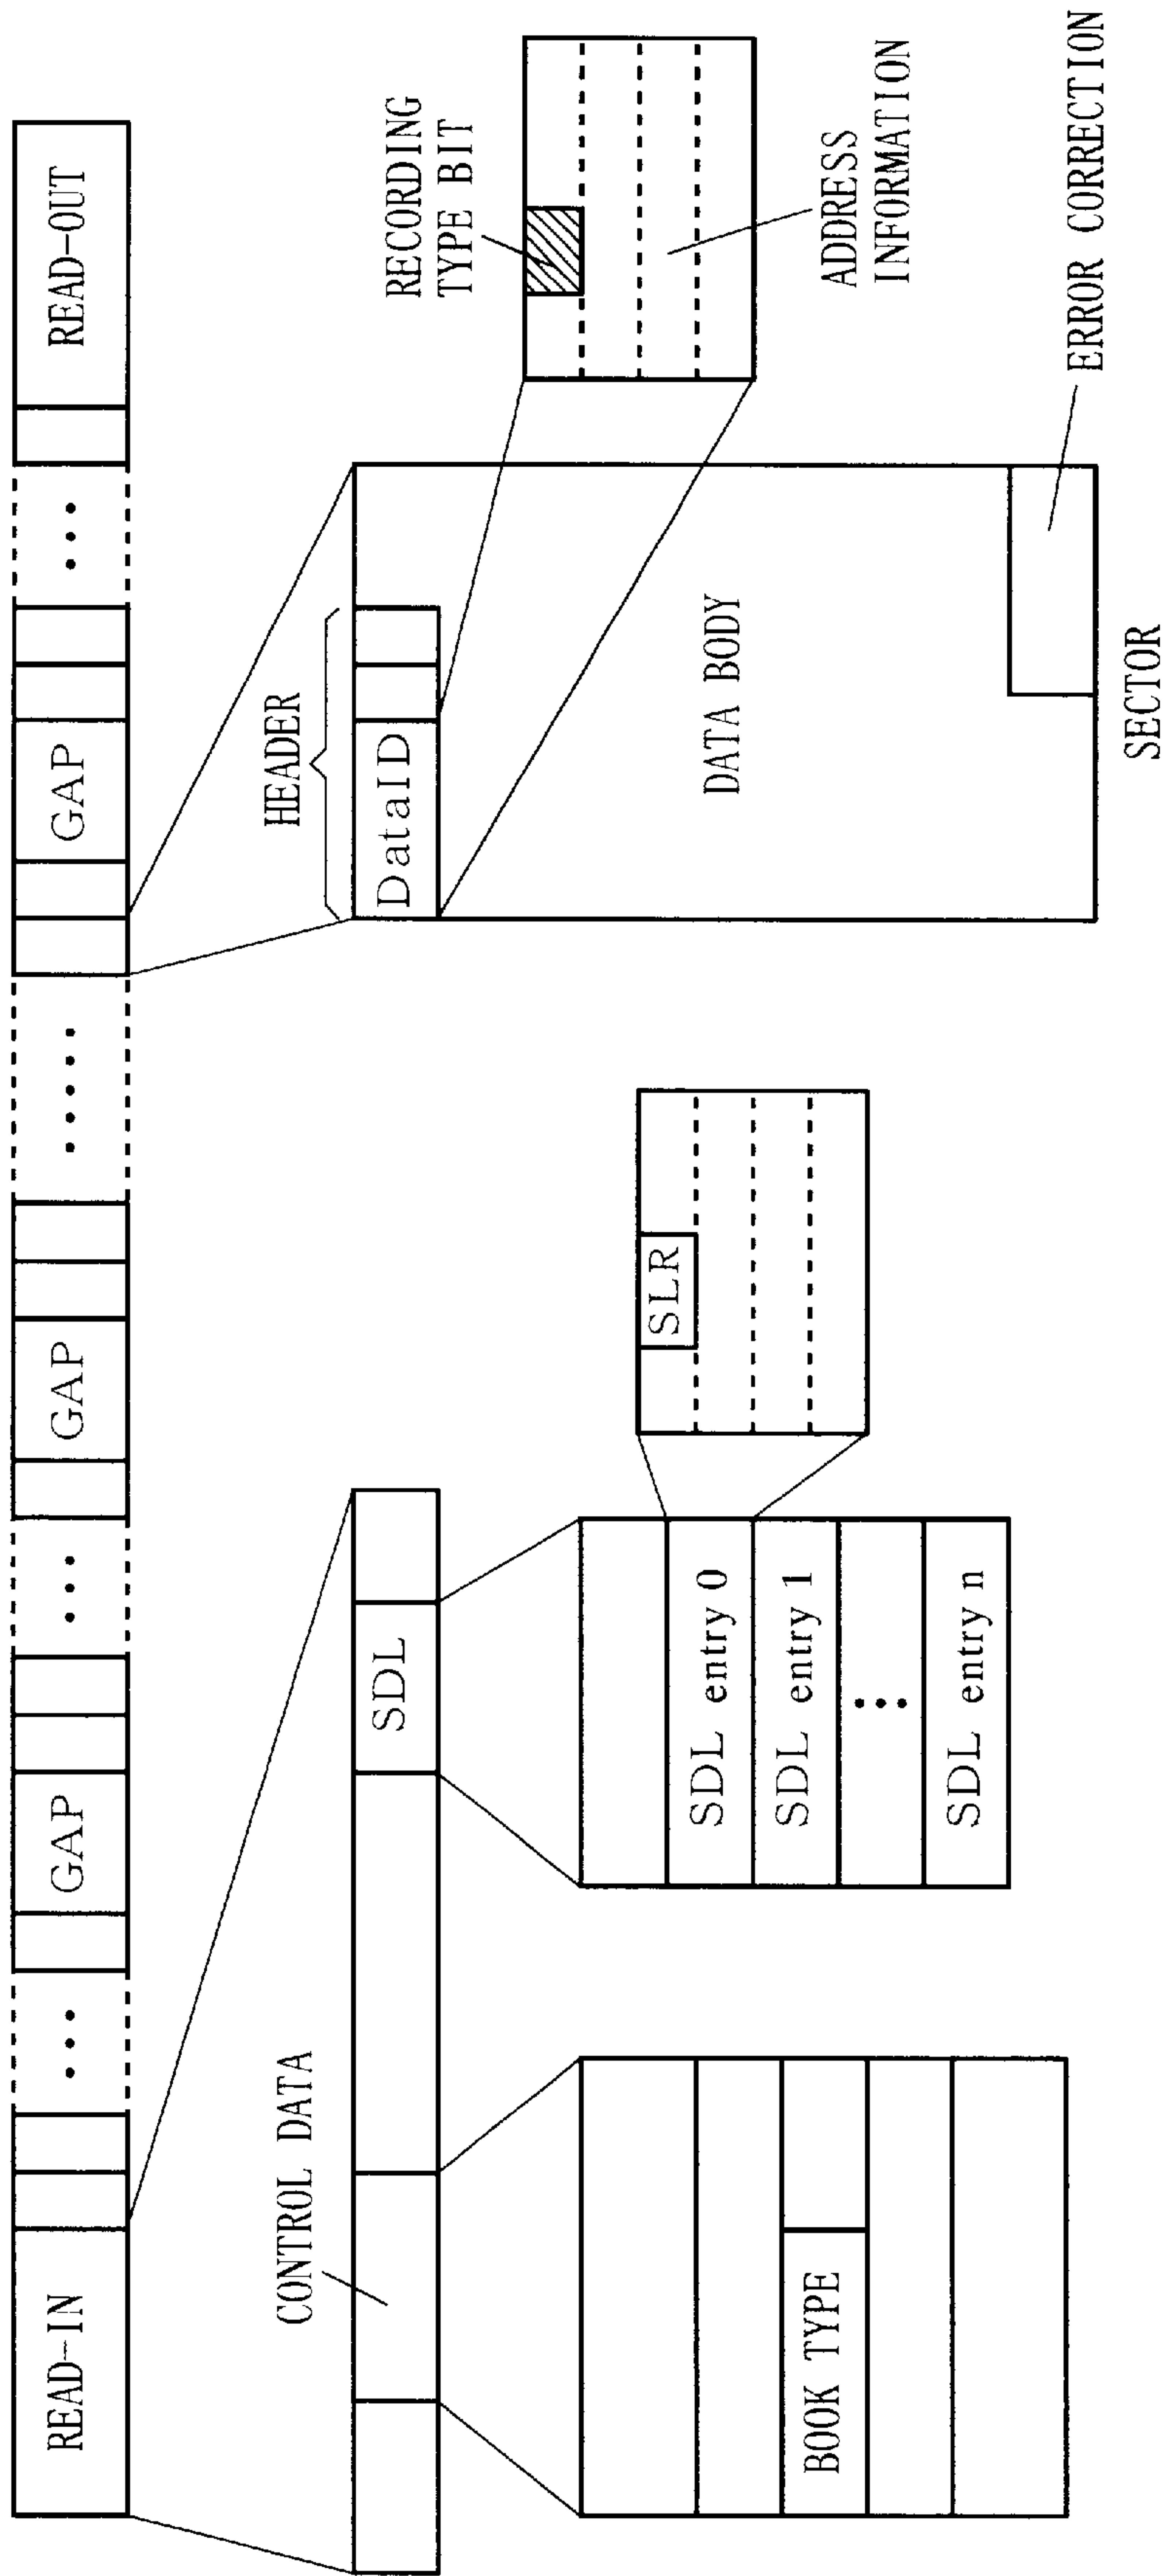 READ-IN
GAP
GAP
GAP
READ-OUT
CONTROL DATA
SDL
HEADER
DataID
RECORDING
TYPE BIT
BOOK TYPE
SDL entry 0
SDL entry 1
SDL entry n
SLR
DATA BODY
ADDRESS
INFORMATION
ERROR CORRECTION
SECTOR